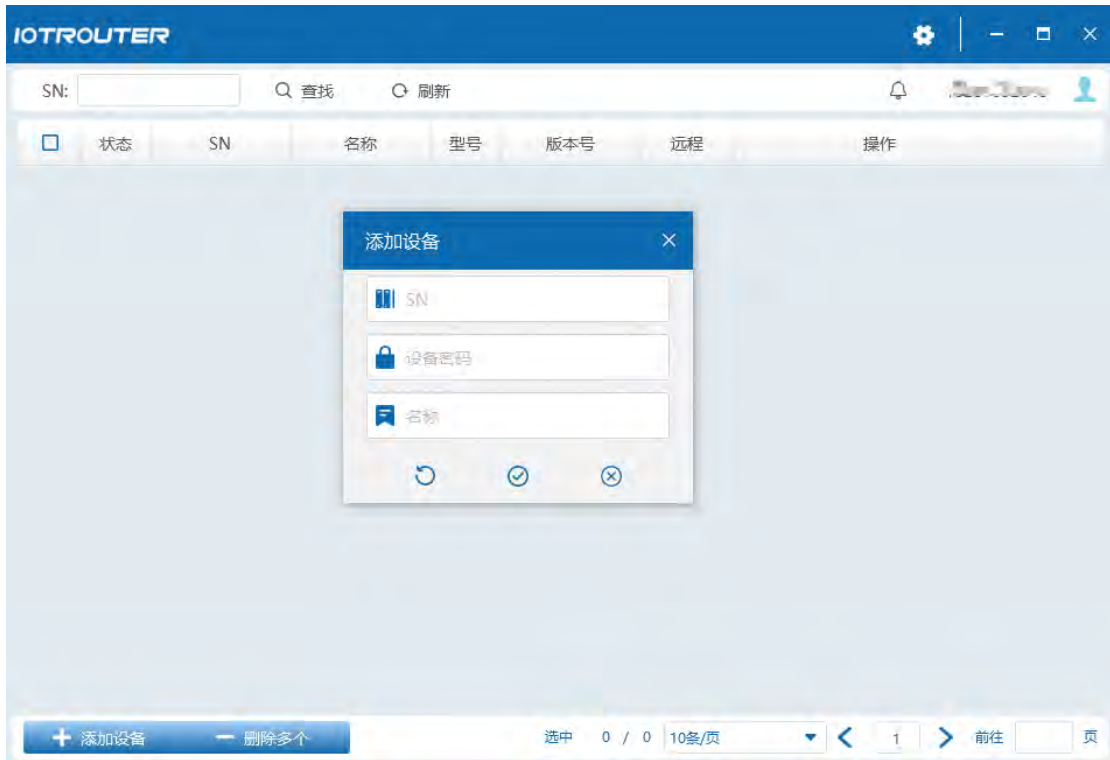 IOTROUTER
SN: 查找 刷新
状态 SN 名称 型号 版本号 远程 操作
添加设备
SN
设备密码
名称
添加设备 删除多个 选中 0 / 0 10条/页 1 前往 页